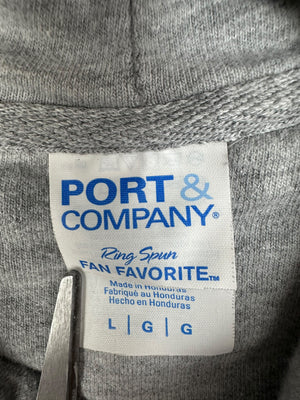 PORT &
COMPANY®
Ring Spun
FAN FAVORITE™
Made in Honduras
Fabriqué au Honduras
Hecho en Honduras
L | G | G